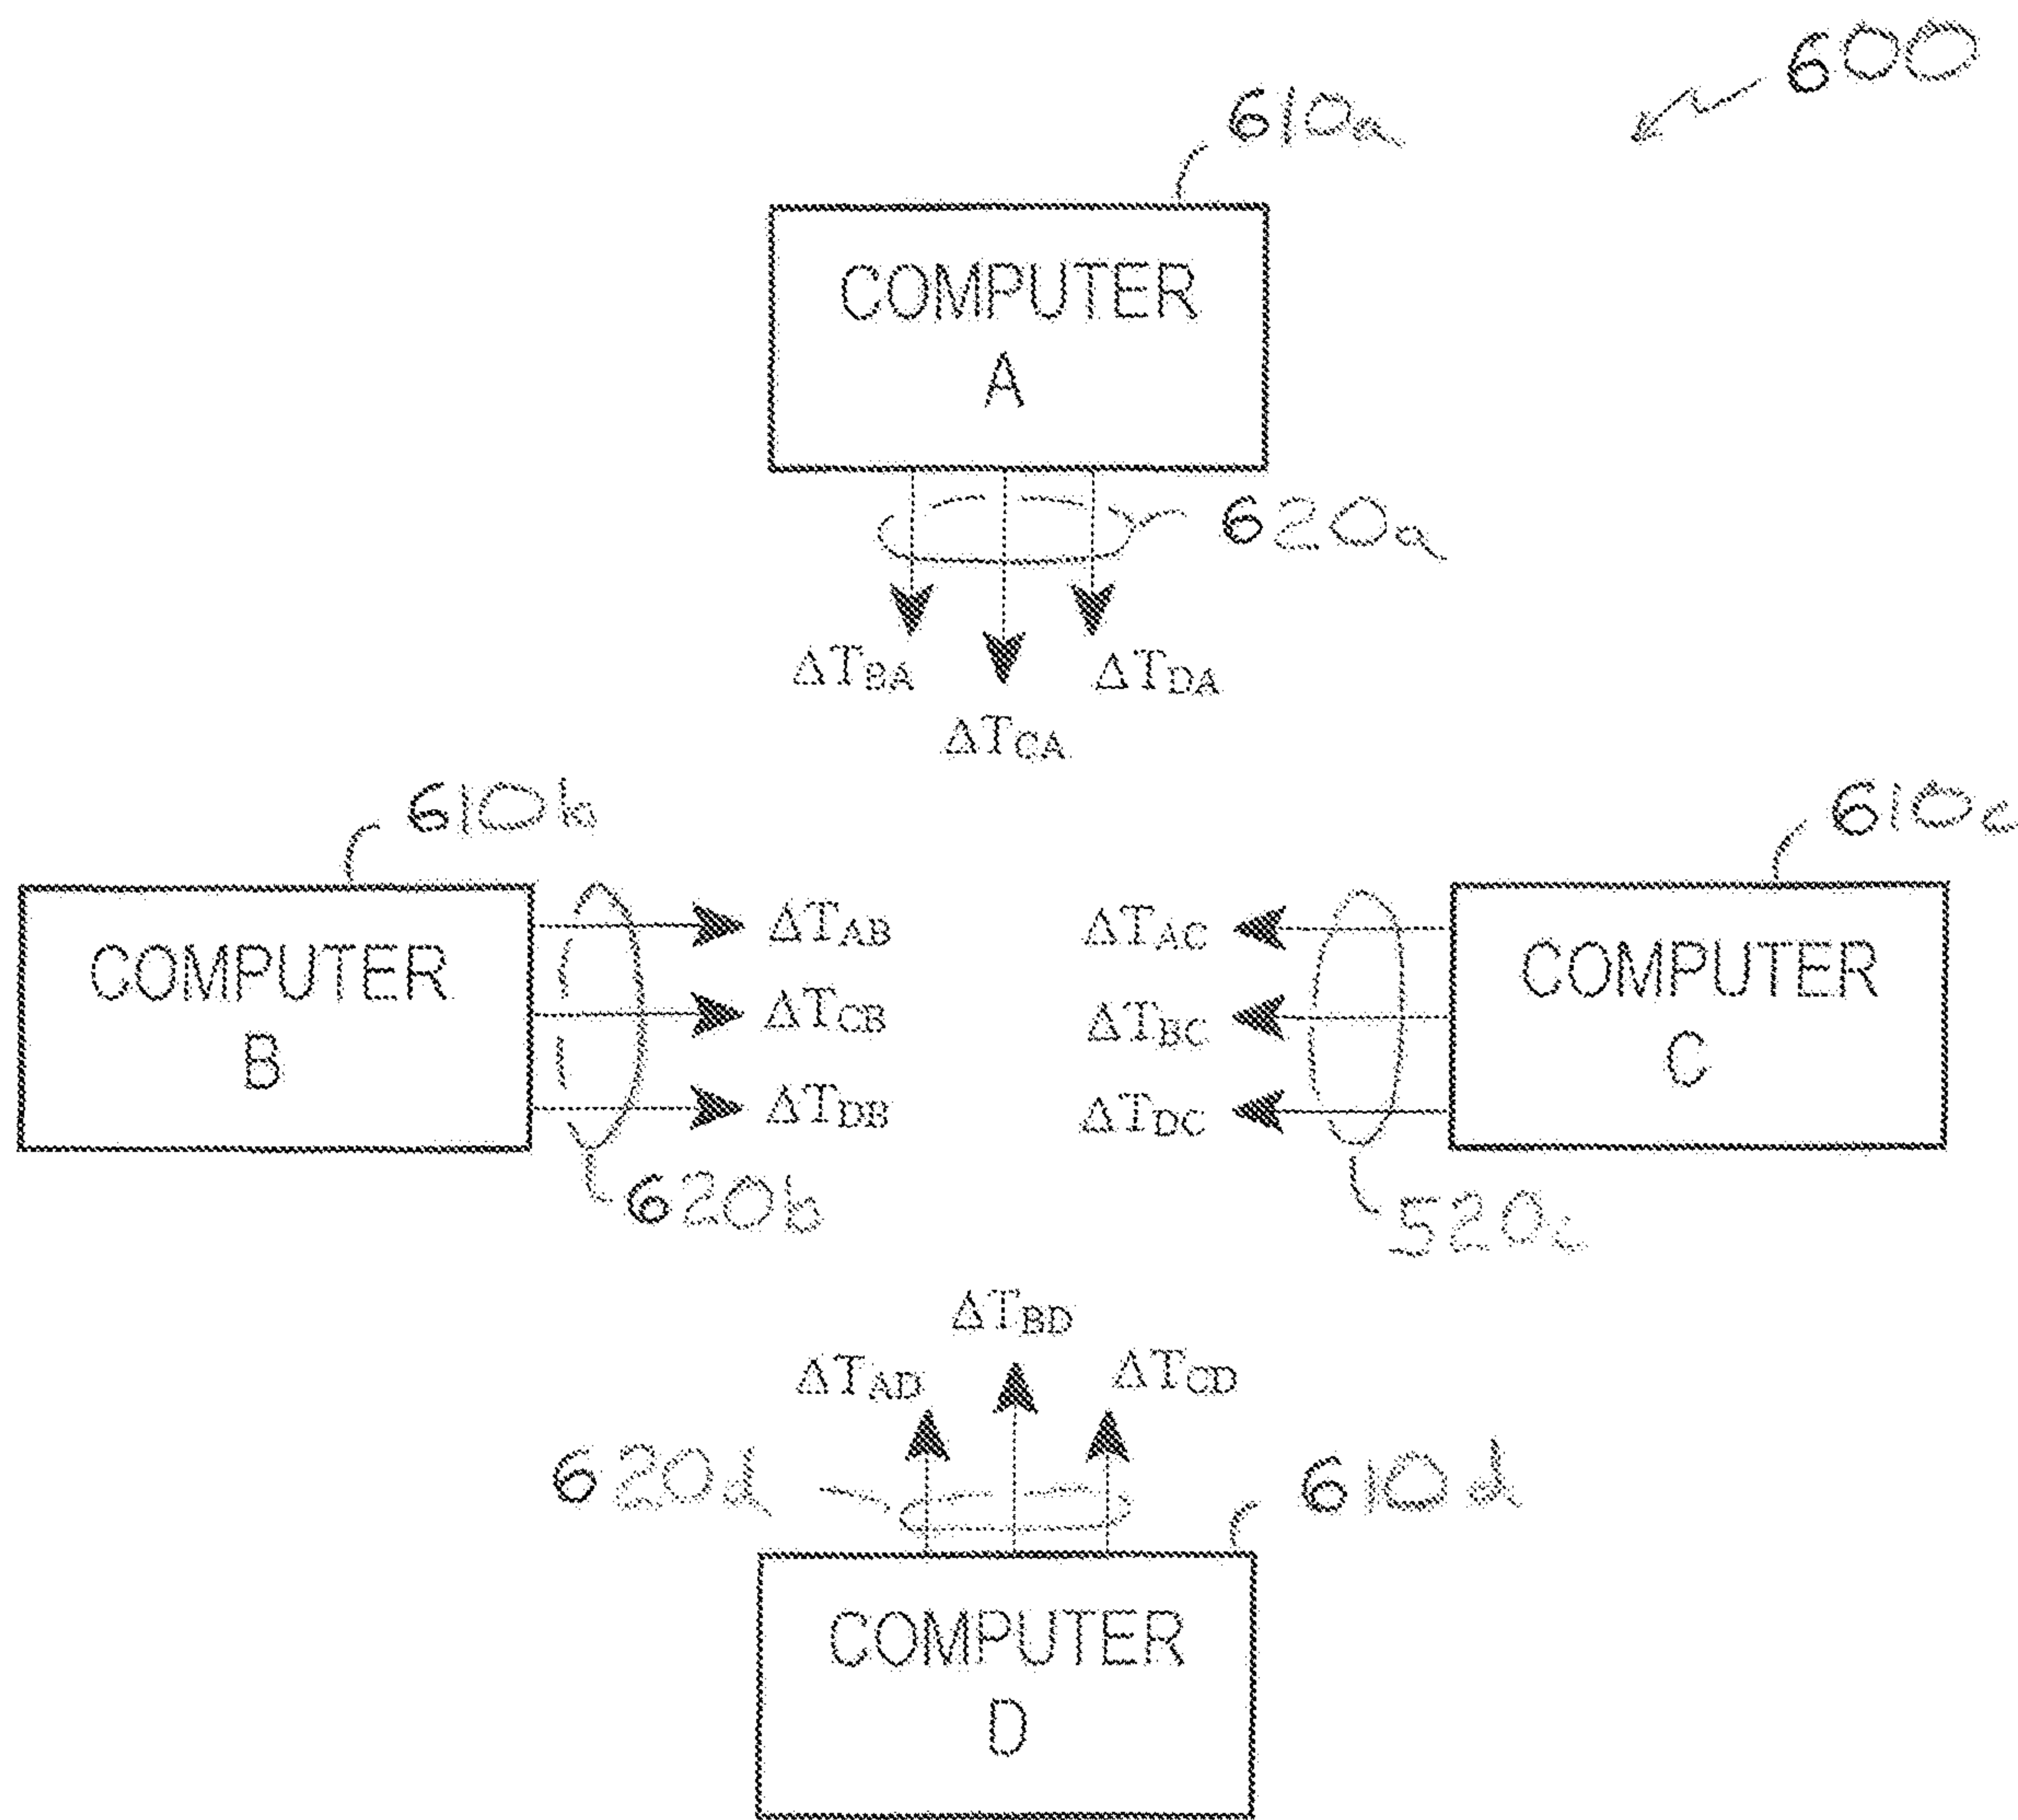 600
610a
COMPUTER
A
620a
ΔTBA
ΔTDA
ΔTCA
610b
610c
COMPUTER
B
ΔTAB
ΔTCB
ΔTDB
ΔTAC
ΔTBC
ΔTDC
COMPUTER
C
620b
520c
ΔTBD
ΔTAD
ΔTCD
620d
610d
COMPUTER
D